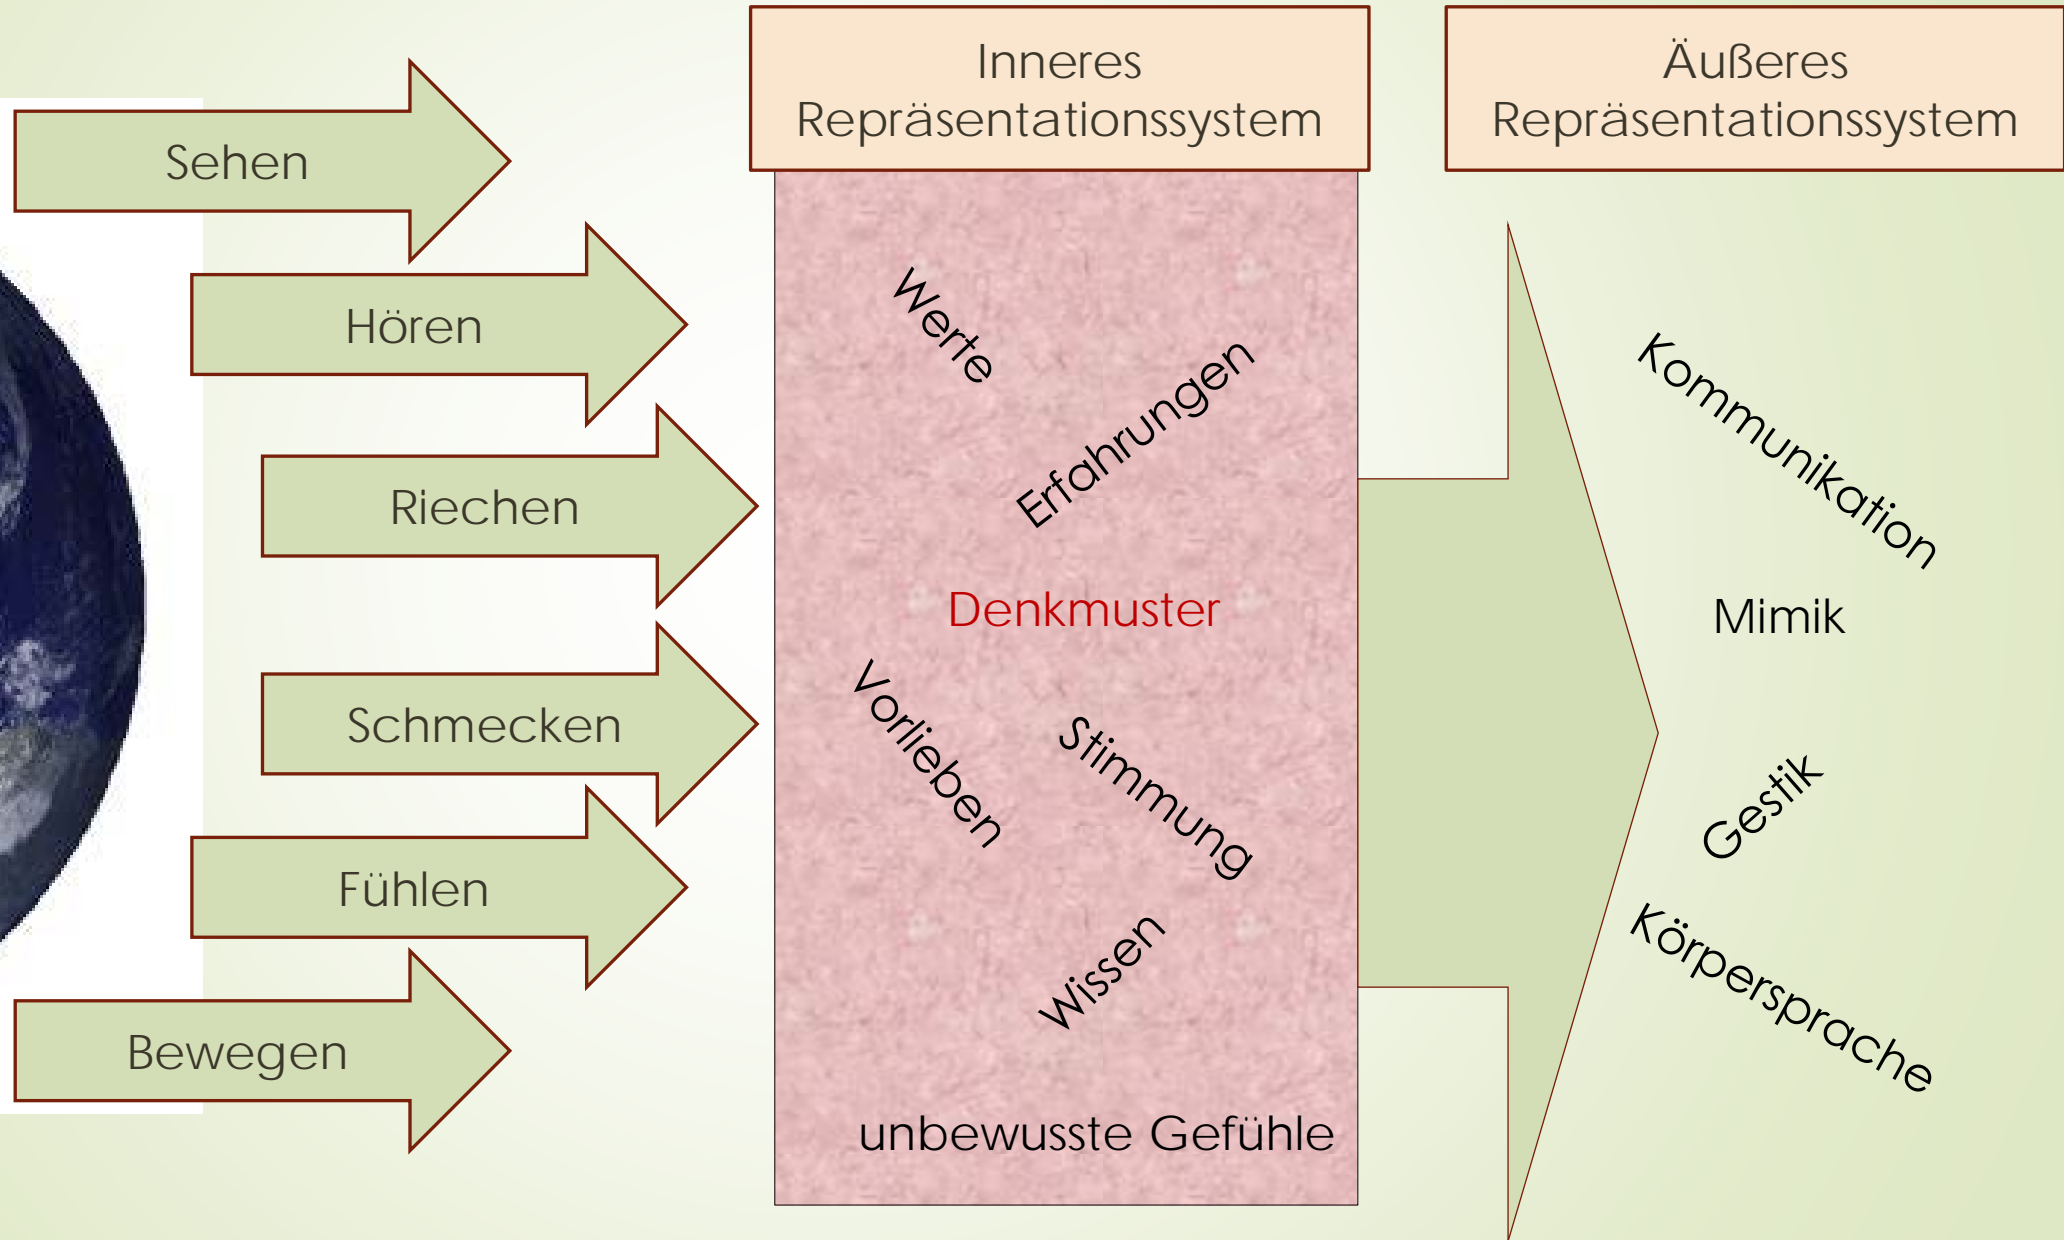 Sehen
Hören
Riechen
Schmecken
Fühlen
Bewegen
Inneres
Repräsentationssystem
Werte
Erfahrungen
Denkmuster
Vorlieben
Stimmung
Wissen
unbewusste Gefühle
Äußeres
Repräsentationssystem
Kommunikation
Mimik
Gestik
Körpersprache